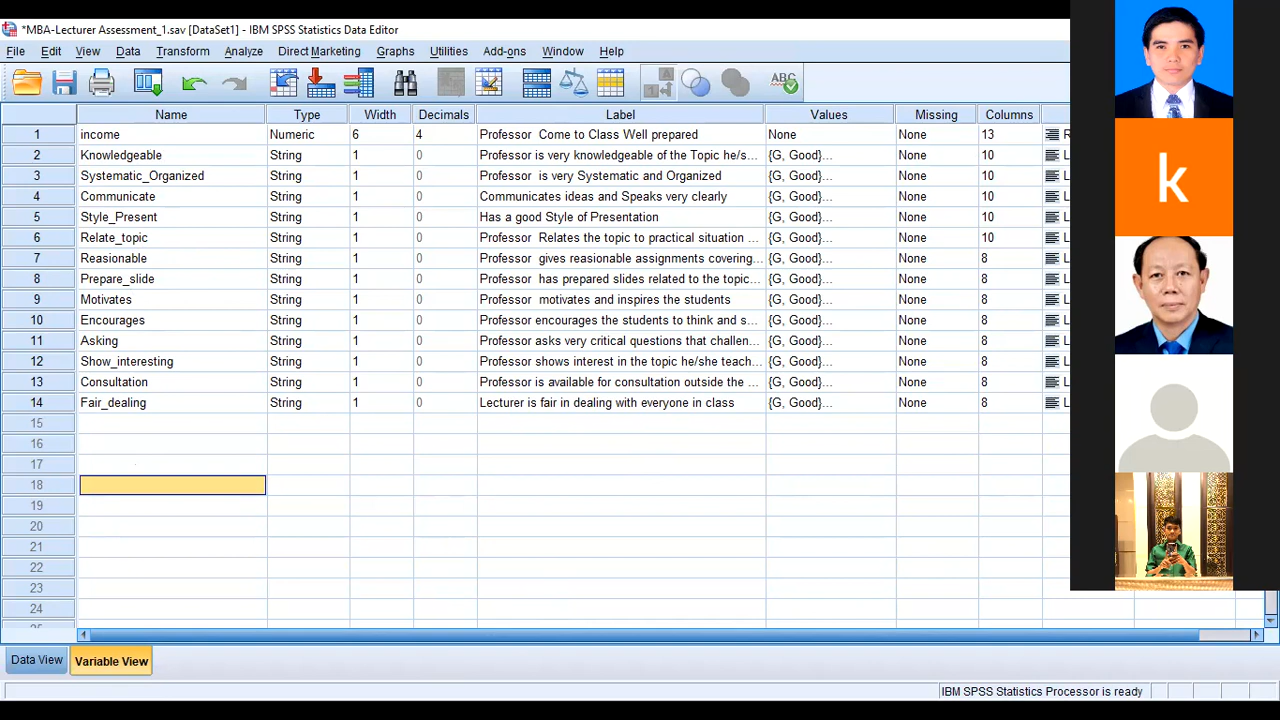 *MBA-Lecturer Assessment_1.sav [DataSet1] - IBM SPSS Statistics Data Editor
File Edit View Data Transform Analyze Direct Marketing Graphs Utilities Add-ons Window Help
A 1 ABC
Name Type Width Decimals Label Values Missing Columns
1 income Numeric 6 4 Professor Come to Class Well prepared None None 13 R
2 Knowledgeable String 1 0 Professor is very knowledgeable of the Topic he/s... {G, Good}... None 10 L
3 Systematic_Organized String 1 0 Professor is very Systematic and Organized {G, Good}... None 10 L
4 Communicate String 1 0 Communicates ideas and Speaks very clearly {G, Good}... None 10 L
5 Style_Present String 1 0 Has a good Style of Presentation {G, Good}... None 10 L
6 Relate_topic String 1 0 Professor Relates the topic to practical situation ... {G, Good}... None 10 L
7 Reasionable String 1 0 Professor gives reasionable assignments covering... {G, Good}... None 8 L
8 Prepare_slide String 1 0 Professor has prepared slides related to the topic... {G, Good}... None 8 L
9 Motivates String 1 0 Professor motivates and inspires the students {G, Good}... None 8 L
10 Encourages String 1 0 Professor encourages the students to think and s... {G, Good}... None 8 L
11 Asking String 1 0 Professor asks very critical questions that challen... {G, Good}... None 8 L
12 Show_interesting String 1 0 Professor shows interest in the topic he/she teach... {G, Good}... None 8 L
13 Consultation String 1 0 Professor is available for consultation outside the ... {G, Good}... None 8 L
14 Fair_dealing String 1 0 Lecturer is fair in dealing with everyone in class {G, Good}... None 8 L
15
16
17
18
19
20
21
22
23
24
k
Data View Variable View
IBM SPSS Statistics Processor is ready